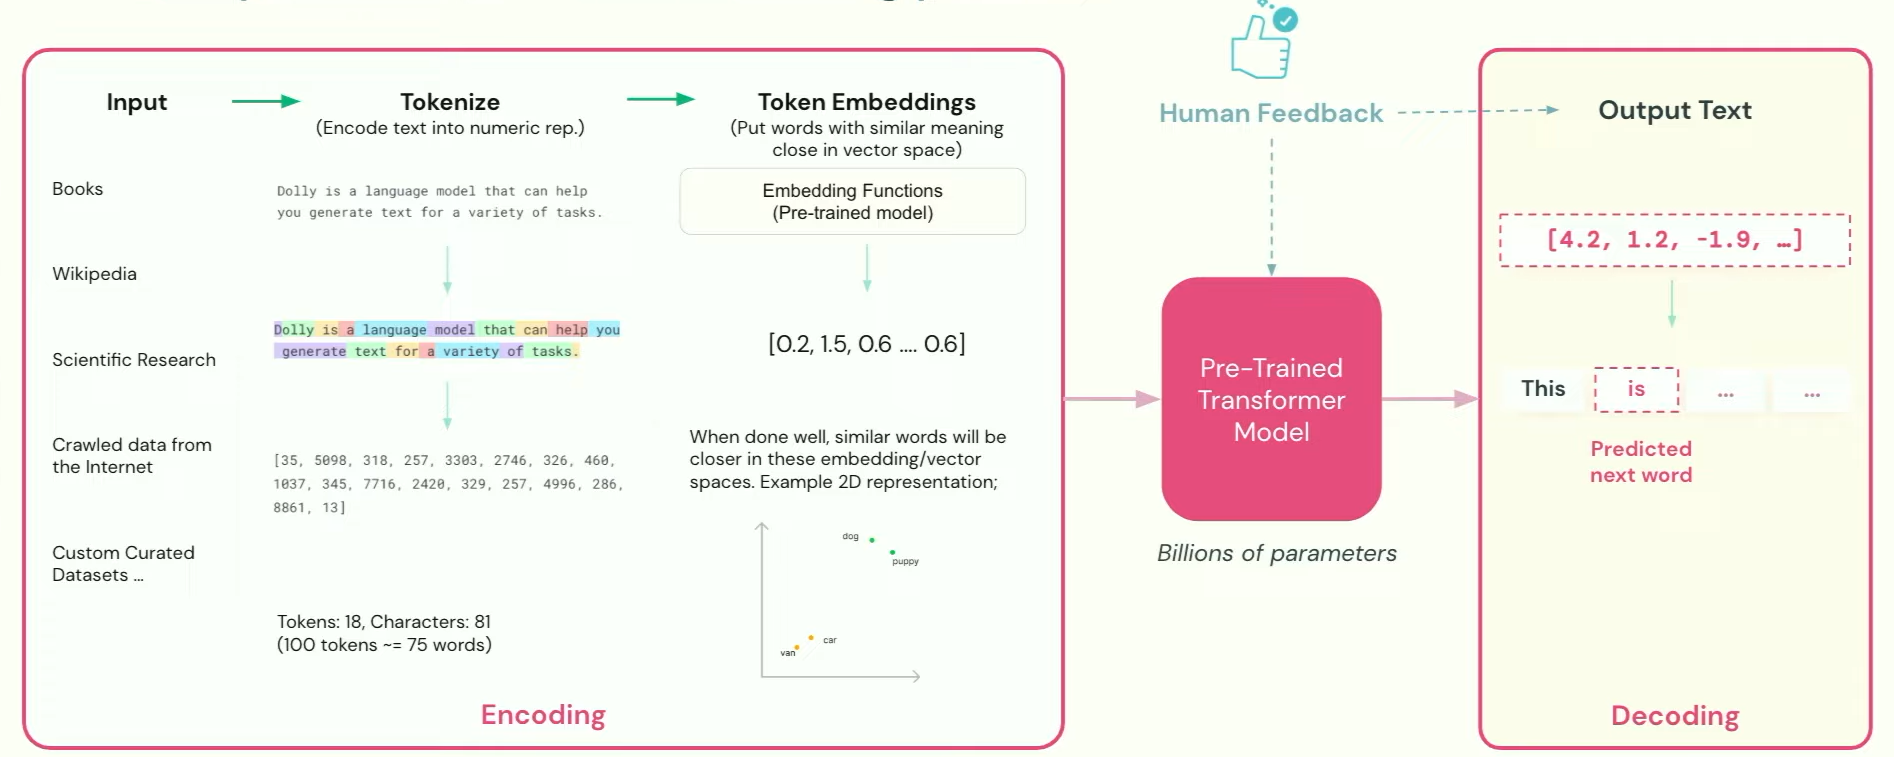 Input
Tokenize
(Encode text into numeric rep.)
Token Embeddings
(Put words with similar meaning
close in vector space)
Books
Wikipedia
Scientific Research
Crawled data from
the Internet
Custom Curated
Datasets ...
Dolly is a language model that can help
you generate text for a variety of tasks.
Dolly is a language model that can help you
generate text for a variety of tasks.
[35, 5098, 318, 257, 3303, 2746, 326, 460,
1037, 345, 7716, 2420, 329, 257, 4996, 286,
8861, 13]
Tokens: 18, Characters: 81
(100 tokens ~= 75 words)
Embedding Functions
(Pre-trained model)
[0.2, 1.5, 0.6 .... 0.6]
When done well, similar words will be
closer in these embedding/vector
spaces. Example 2D representation;
dog
puppy
car
van
Encoding
Human Feedback
Pre-Trained
Transformer
Model
Billions of parameters
Output Text
[4.2, 1.2, -1.9, …]
This is ... ...
Predicted
next word
Decoding